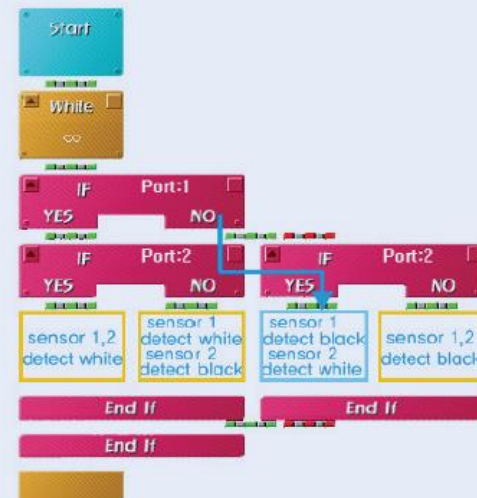 Start
While
∞
IF Port:1
YES NO
IF Port:2
YES NO
IF Port:2
YES NO
sensor 1,2
detect white
sensor 1
detect white
sensor 2
detect black
sensor 1
detect black
sensor 2
detect white
sensor 1,2
detect black
End If
End If
End If